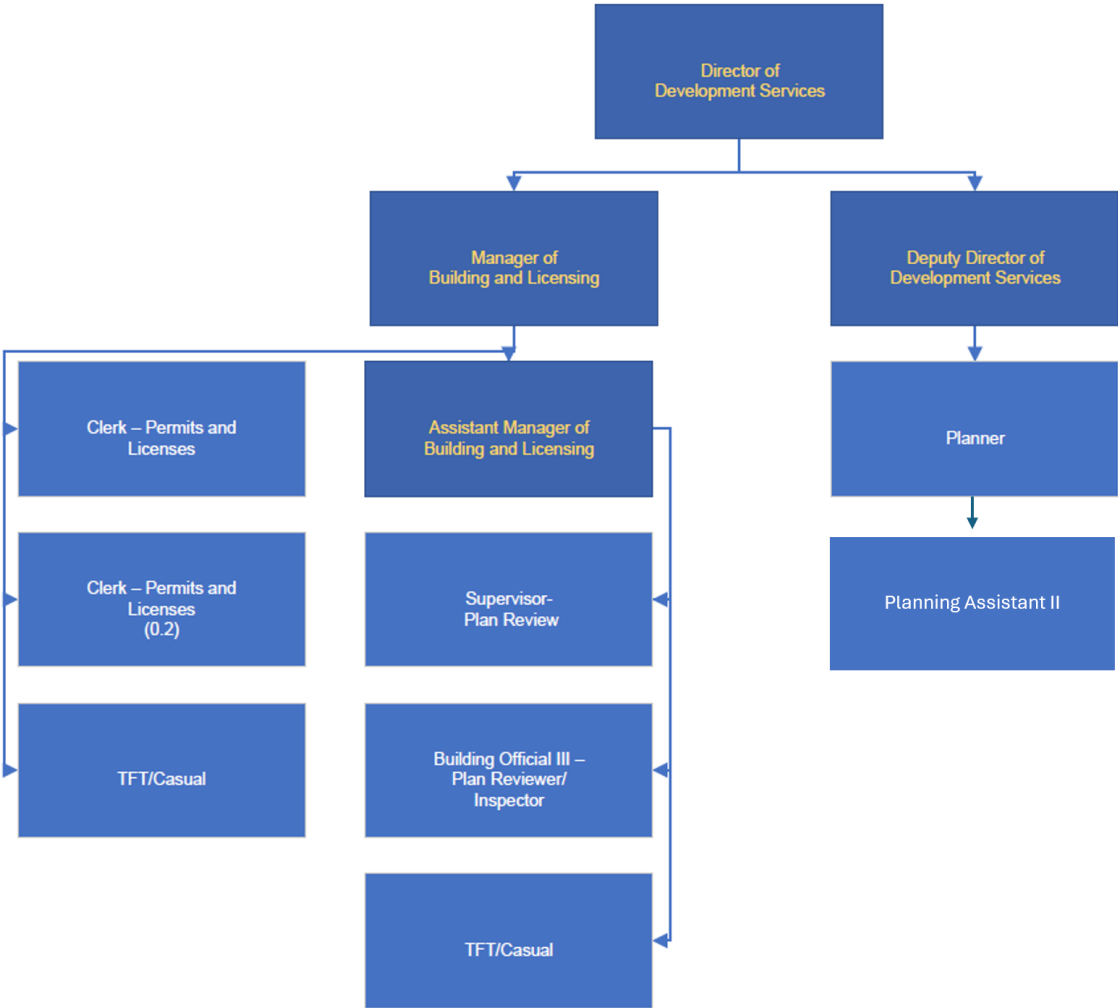 Director of
Development Services
Manager of
Building and Licensing
Deputy Director of
Development Services
Clerk – Permits and
Licenses
Assistant Manager of
Building and Licensing
Planner
Clerk – Permits and
Licenses
(0.2)
Supervisor-
Plan Review
Planning Assistant II
TFT/Casual
Building Official III –
Plan Reviewer/
Inspector
TFT/Casual